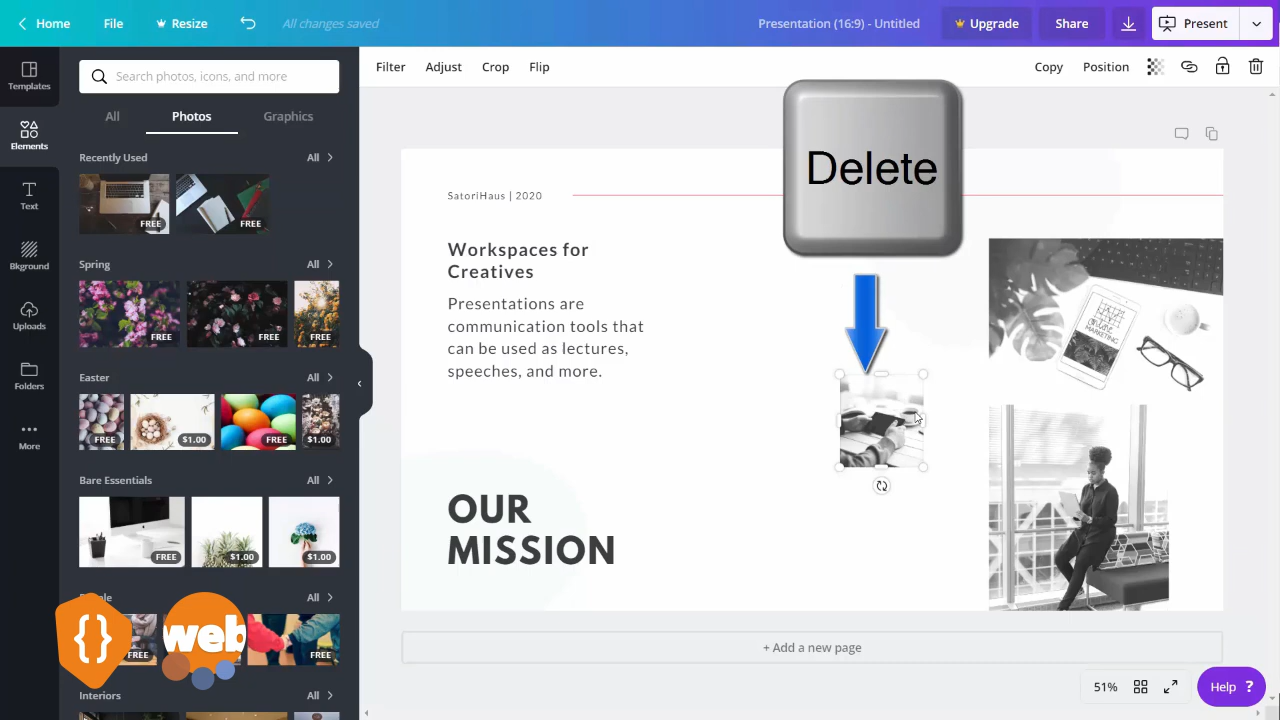 Home
File
Resize
All changes saved
Presentation (16:9) - Untitled
Upgrade
Share
Present
Templates
Elements
Text
Bkground
Uploads
Folders
More
Search photos, icons, and more
All
Photos
Graphics
Recently Used
All
FREE
FREE
Spring
All
FREE
FREE
FREE
Easter
All
FREE
$1.00
FREE
$1.00
Bare Essentials
All
FREE
$1.00
$1.00
All
FREE
FREE
Interiors
All
{}
web
Filter
Adjust
Crop
Flip
Copy
Position
Delete
SatoriHaus | 2020
Workspaces for
Creatives
Presentations are
communication tools that
can be used as lectures,
speeches, and more.
OUR
MISSION
+ Add a new page
51%
Help ?